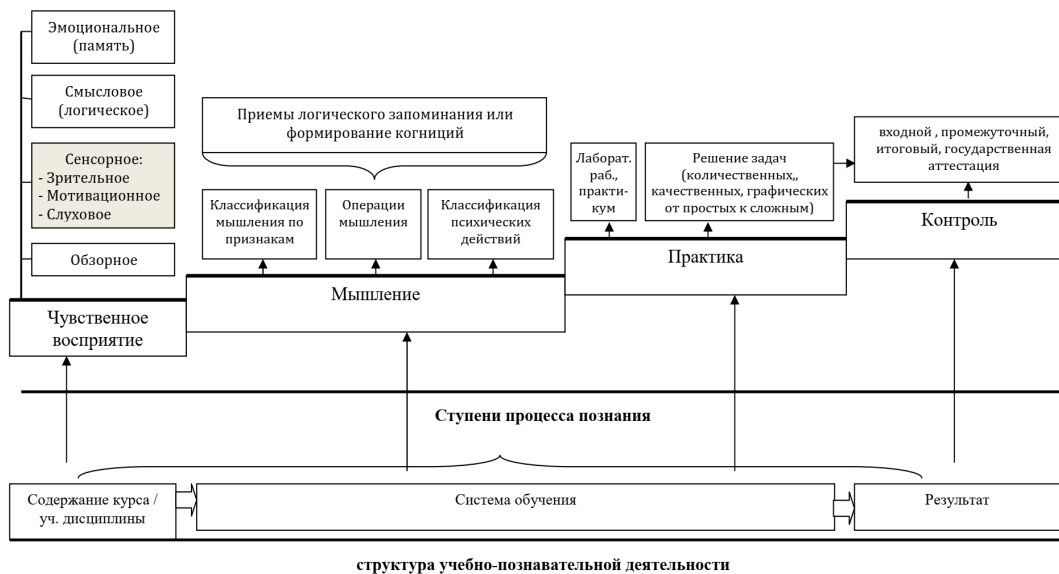 Эмоциональное
(память)
Смысловое
(логическое)
Сенсорное:
- Зрительное
- Мотивационное
- Слуховое
Обзорное
Чувственное
восприятие
Приемы логического запоминания или
формирование когниций
Классификация
мышления по
признакам
Операции
мышления
Классификация
психических
действий
Мышление
Лаборат.
раб.,
практи-
кум
Решение задач
(количественных,,
качественных, графических
от простых к сложным)
Практика
входной , промежуточный,
итоговый, государственная
аттестация
Контроль
Ступени процесса познания
Содержание курса /
уч. дисциплины
Система обучения
Результат
структура учебно-познавательной деятельности